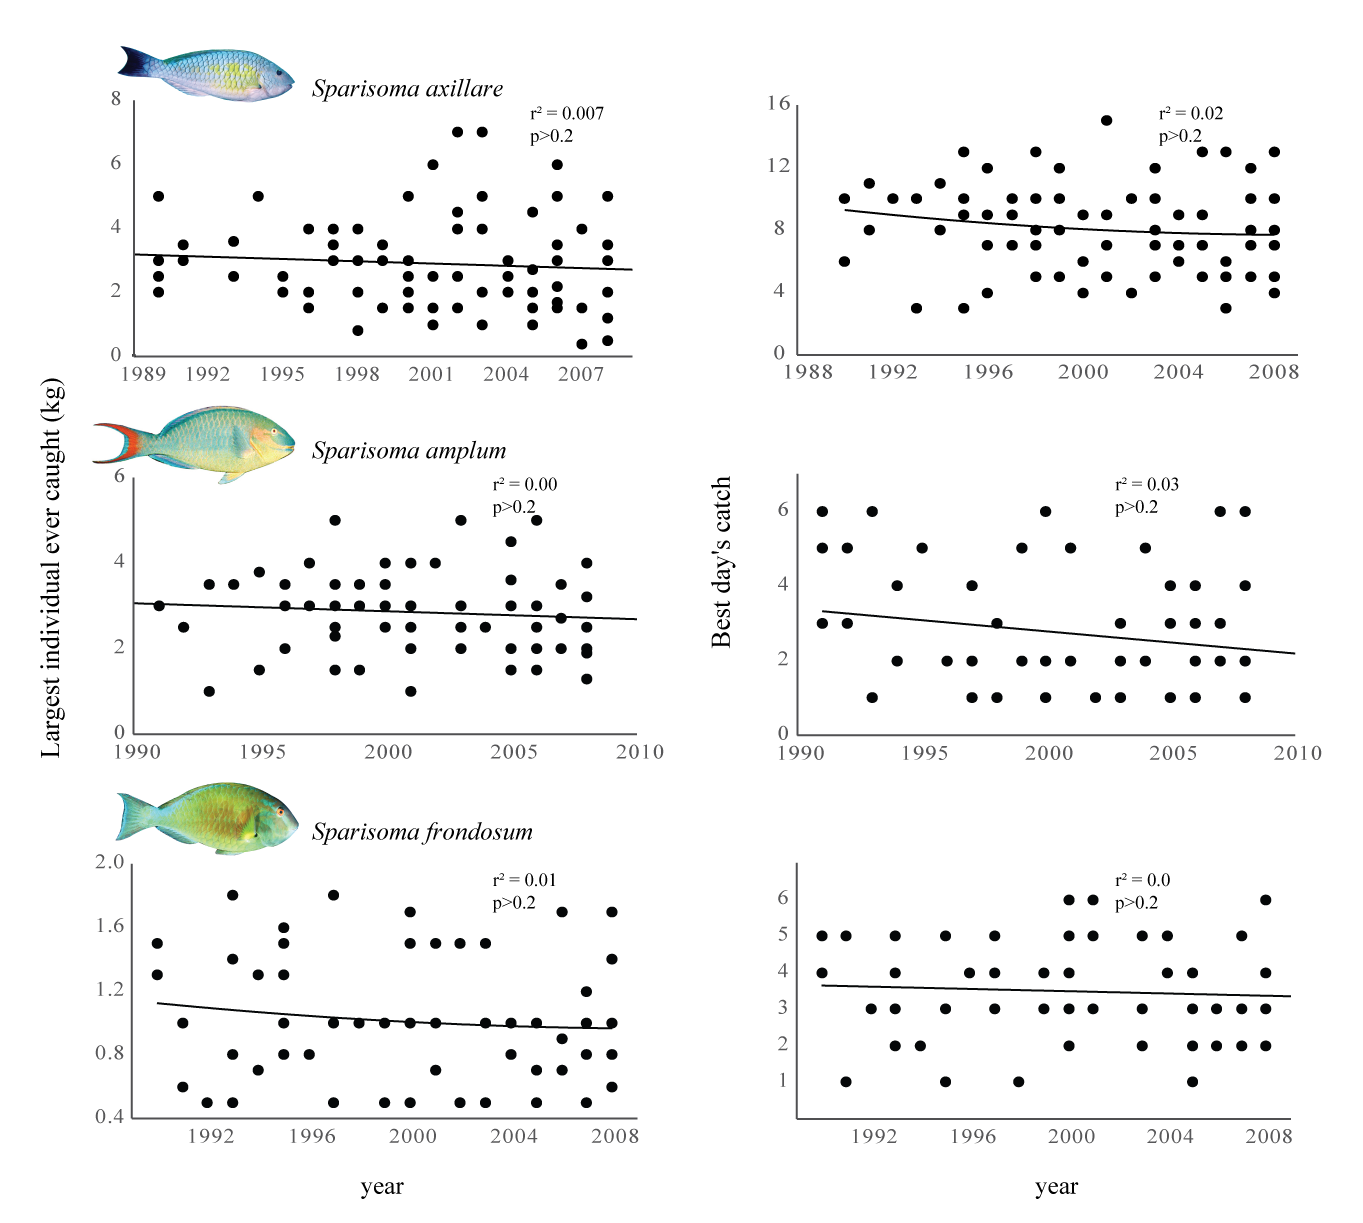 Sparisoma axillare
r² = 0.007
p>0.2
8
6
4
2
0
1989 1992 1995 1998 2001 2004 2007
r² = 0.02
p>0.2
16
12
8
4
0
1988 1992 1996 2000 2004 2008
Largest individual ever caught (kg)
Sparisoma amplum
r² = 0.00
p>0.2
6
4
2
0
1990 1995 2000 2005 2010
Best day's catch
r² = 0.03
p>0.2
6
4
2
0
1990 1995 2000 2005 2010
Sparisoma frondosum
r² = 0.01
p>0.2
2.0
1.6
1.2
0.8
0.4
1992 1996 2000 2004 2008
year
r² = 0.0
p>0.2
6
5
4
3
2
1
1992 1996 2000 2004 2008
year